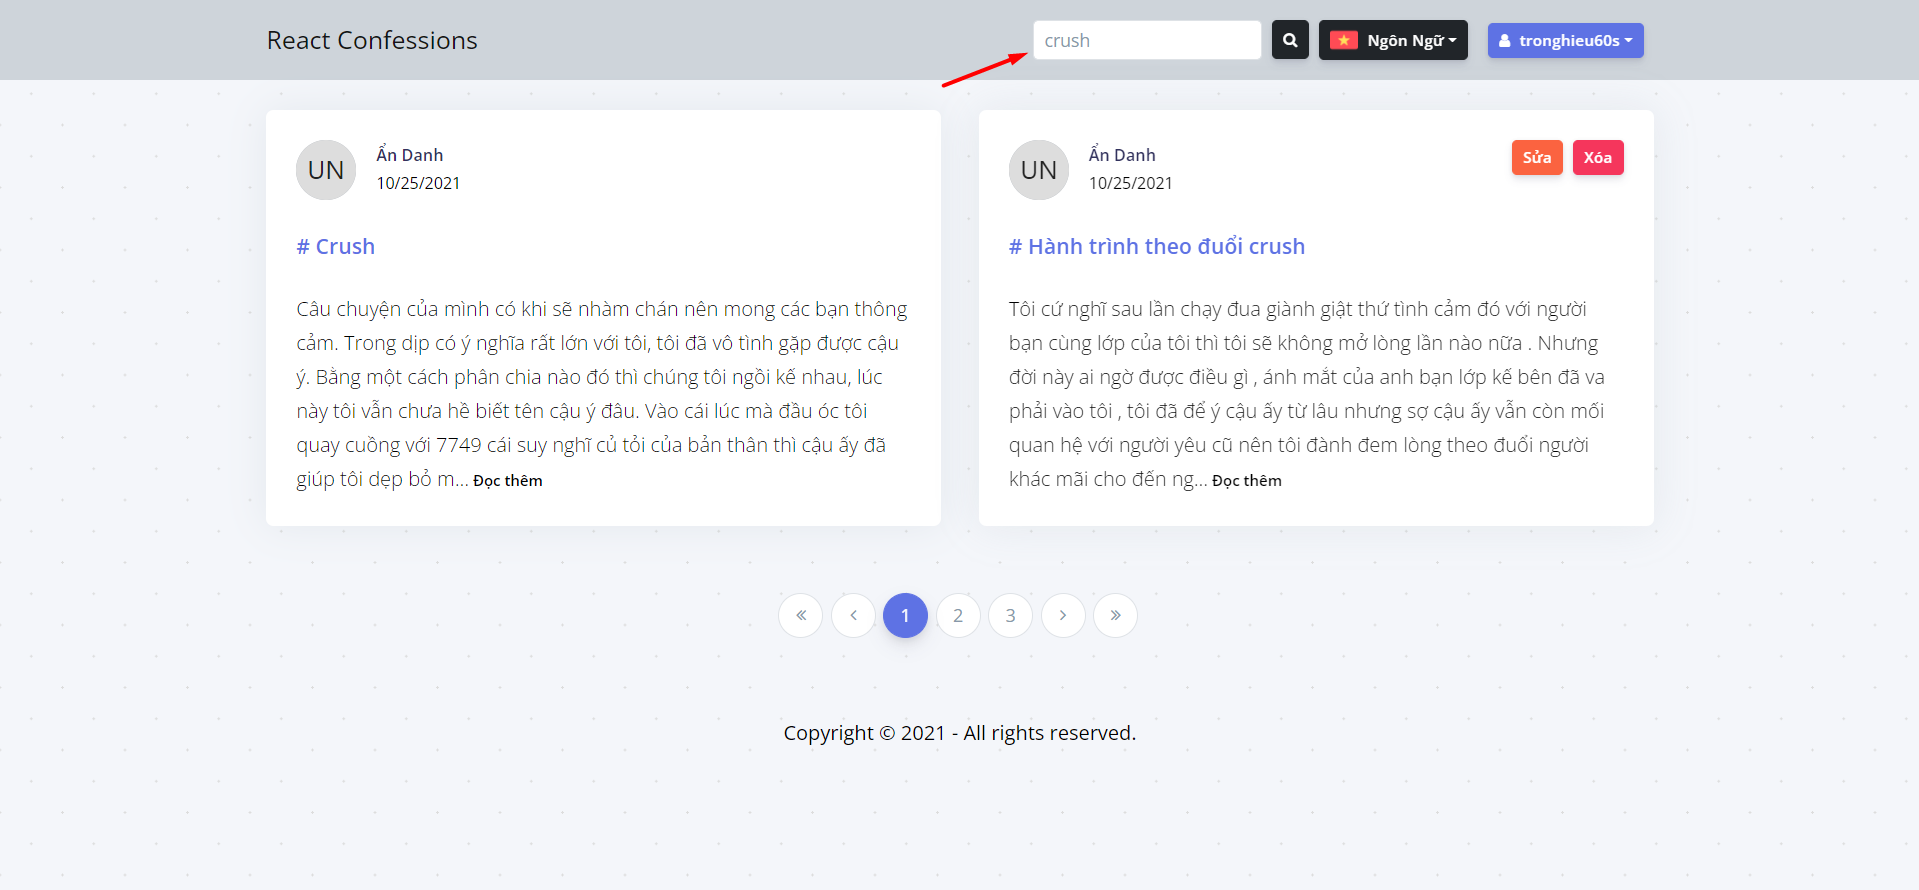 React Confessions
crush
Ngôn Ngữ
tronghieu60s
UN
Ẩn Danh
10/25/2021
# Crush
Câu chuyện của mình có khi sẽ nhàm chán nên mong các bạn thông
cảm. Trong dịp có ý nghĩa rất lớn với tôi, tôi đã vô tình gặp được cậu
ý. Bằng một cách phân chia nào đó thì chúng tôi ngồi kế nhau, lúc
này tôi vẫn chưa hề biết tên cậu ý đâu. Vào cái lúc mà đầu óc tôi
quay cuồng với 7749 cái suy nghĩ củ tỏi của bản thân thì cậu ấy đã
giúp tôi dẹp bỏ m... Đọc thêm
UN
Ẩn Danh
10/25/2021
Sửa
Xóa
# Hành trình theo đuổi crush
Tôi cứ nghĩ sau lần chạy đua giành giật thứ tình cảm đó với người
bạn cùng lớp của tôi thì tôi sẽ không mở lòng lần nào nữa . Nhưng
đời này ai ngờ được điều gì , ánh mắt của anh bạn lớp kế bên đã va
phải vào tôi , tôi đã để ý cậu ấy từ lâu nhưng sợ cậu ấy vẫn còn mối
quan hệ với người yêu cũ nên tôi đành đem lòng theo đuổi người
khác mãi cho đến ng... Đọc thêm
« ‹ 1 2 3 › »
Copyright © 2021 - All rights reserved.